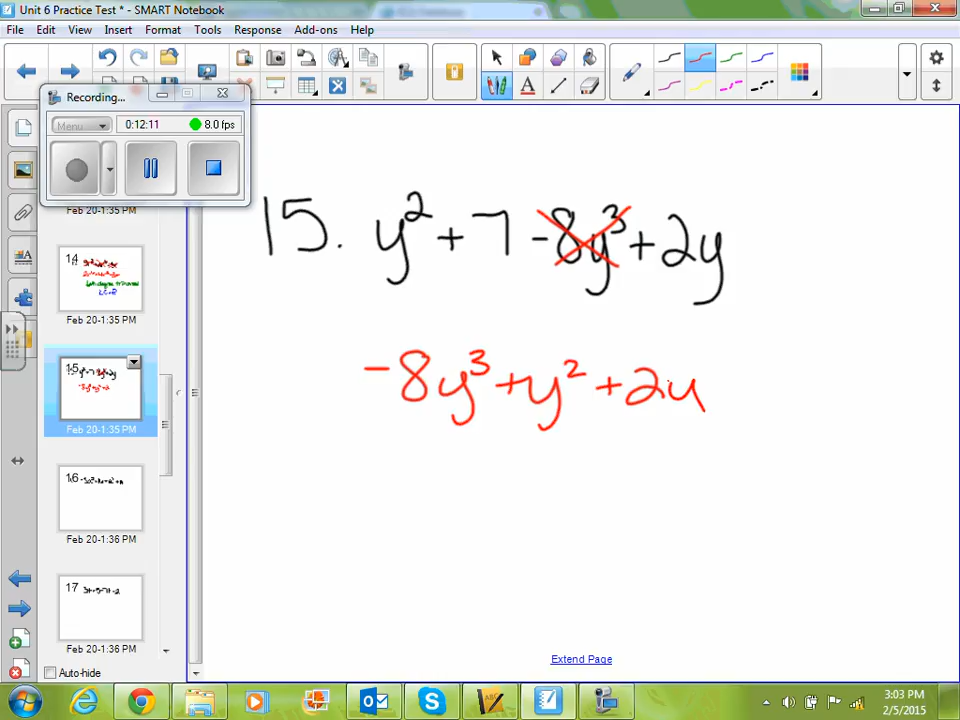 Unit 6 Practice Test * - SMART Notebook
File Edit View Insert Format Tools Response Add-ons Help
Recording...
Menu 0:12:11 8.0 fps
Feb 20-1:35 PM
14
Feb 20-1:35 PM
15
Feb 20-1:35 PM
16
Feb 20-1:36 PM
17
Feb 20-1:36 PM
Auto-hide
15. y² + 7 - 8y³ + 2y
-8y³ + y² + 2y
Extend Page
3:03 PM
2/5/2015